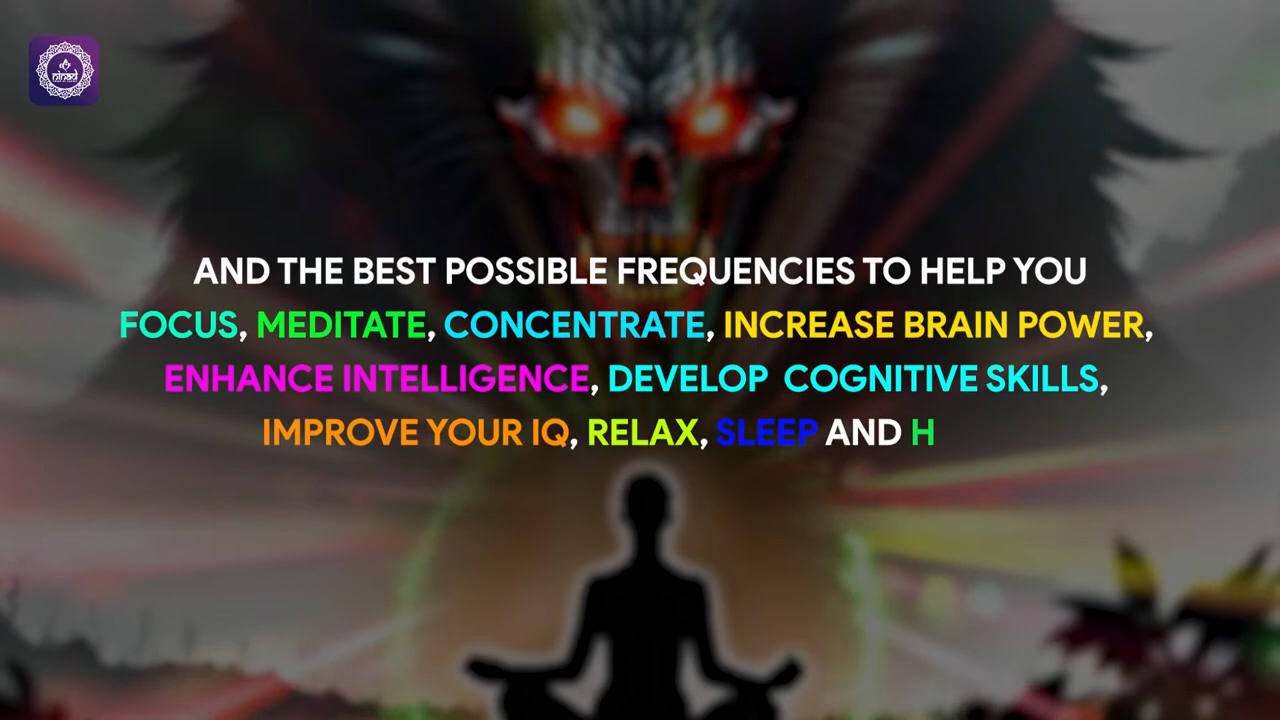 ninad
AND THE BEST POSSIBLE FREQUENCIES TO HELP YOU
FOCUS, MEDITATE, CONCENTRATE, INCREASE BRAIN POWER,
ENHANCE INTELLIGENCE, DEVELOP COGNITIVE SKILLS,
IMPROVE YOUR IQ, RELAX, SLEEP AND H